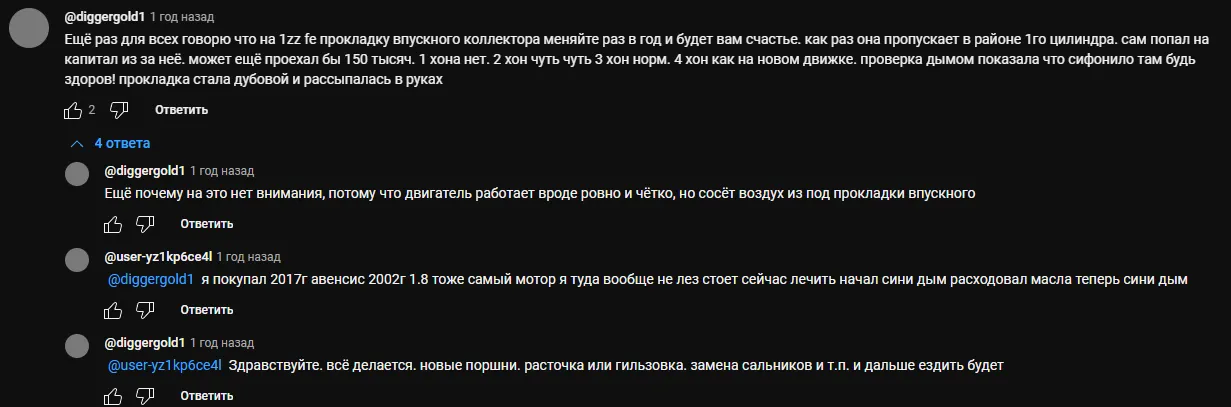 @diggergold1 1 год назад
Ещё раз для всех говорю что на 1zz fe прокладку впускного коллектора меняйте раз в год и будет вам счастье. как раз она пропускает в районе 1го цилиндра. сам попал на
капитал из за неё. может ещё проехал бы 150 тысяч. 1 хона нет. 2 хон чуть чуть 3 хон норм. 4 хон как на новом движке. проверка дымом показала что сифонило там будь
здоров! прокладка стала дубовой и рассыпалась в руках
2 Ответить
4 ответа
@diggergold1 1 год назад
Ещё почему на это нет внимания, потому что двигатель работает вроде ровно и чётко, но сосёт воздух из под прокладки впускного
Ответить
@user-yz1kp6ce4l 1 год назад
@diggergold1 я покупал 2017г авенсис 2002г 1.8 тоже самый мотор я туда вообще не лез стоет сейчас лечить начал сини дым расходовал масла теперь сини дым
Ответить
@diggergold1 1 год назад
@user-yz1kp6ce4l Здравствуйте. всё делается. новые поршни. расточка или гильзовка. замена сальников и т.п. и дальше ездить будет
Ответить